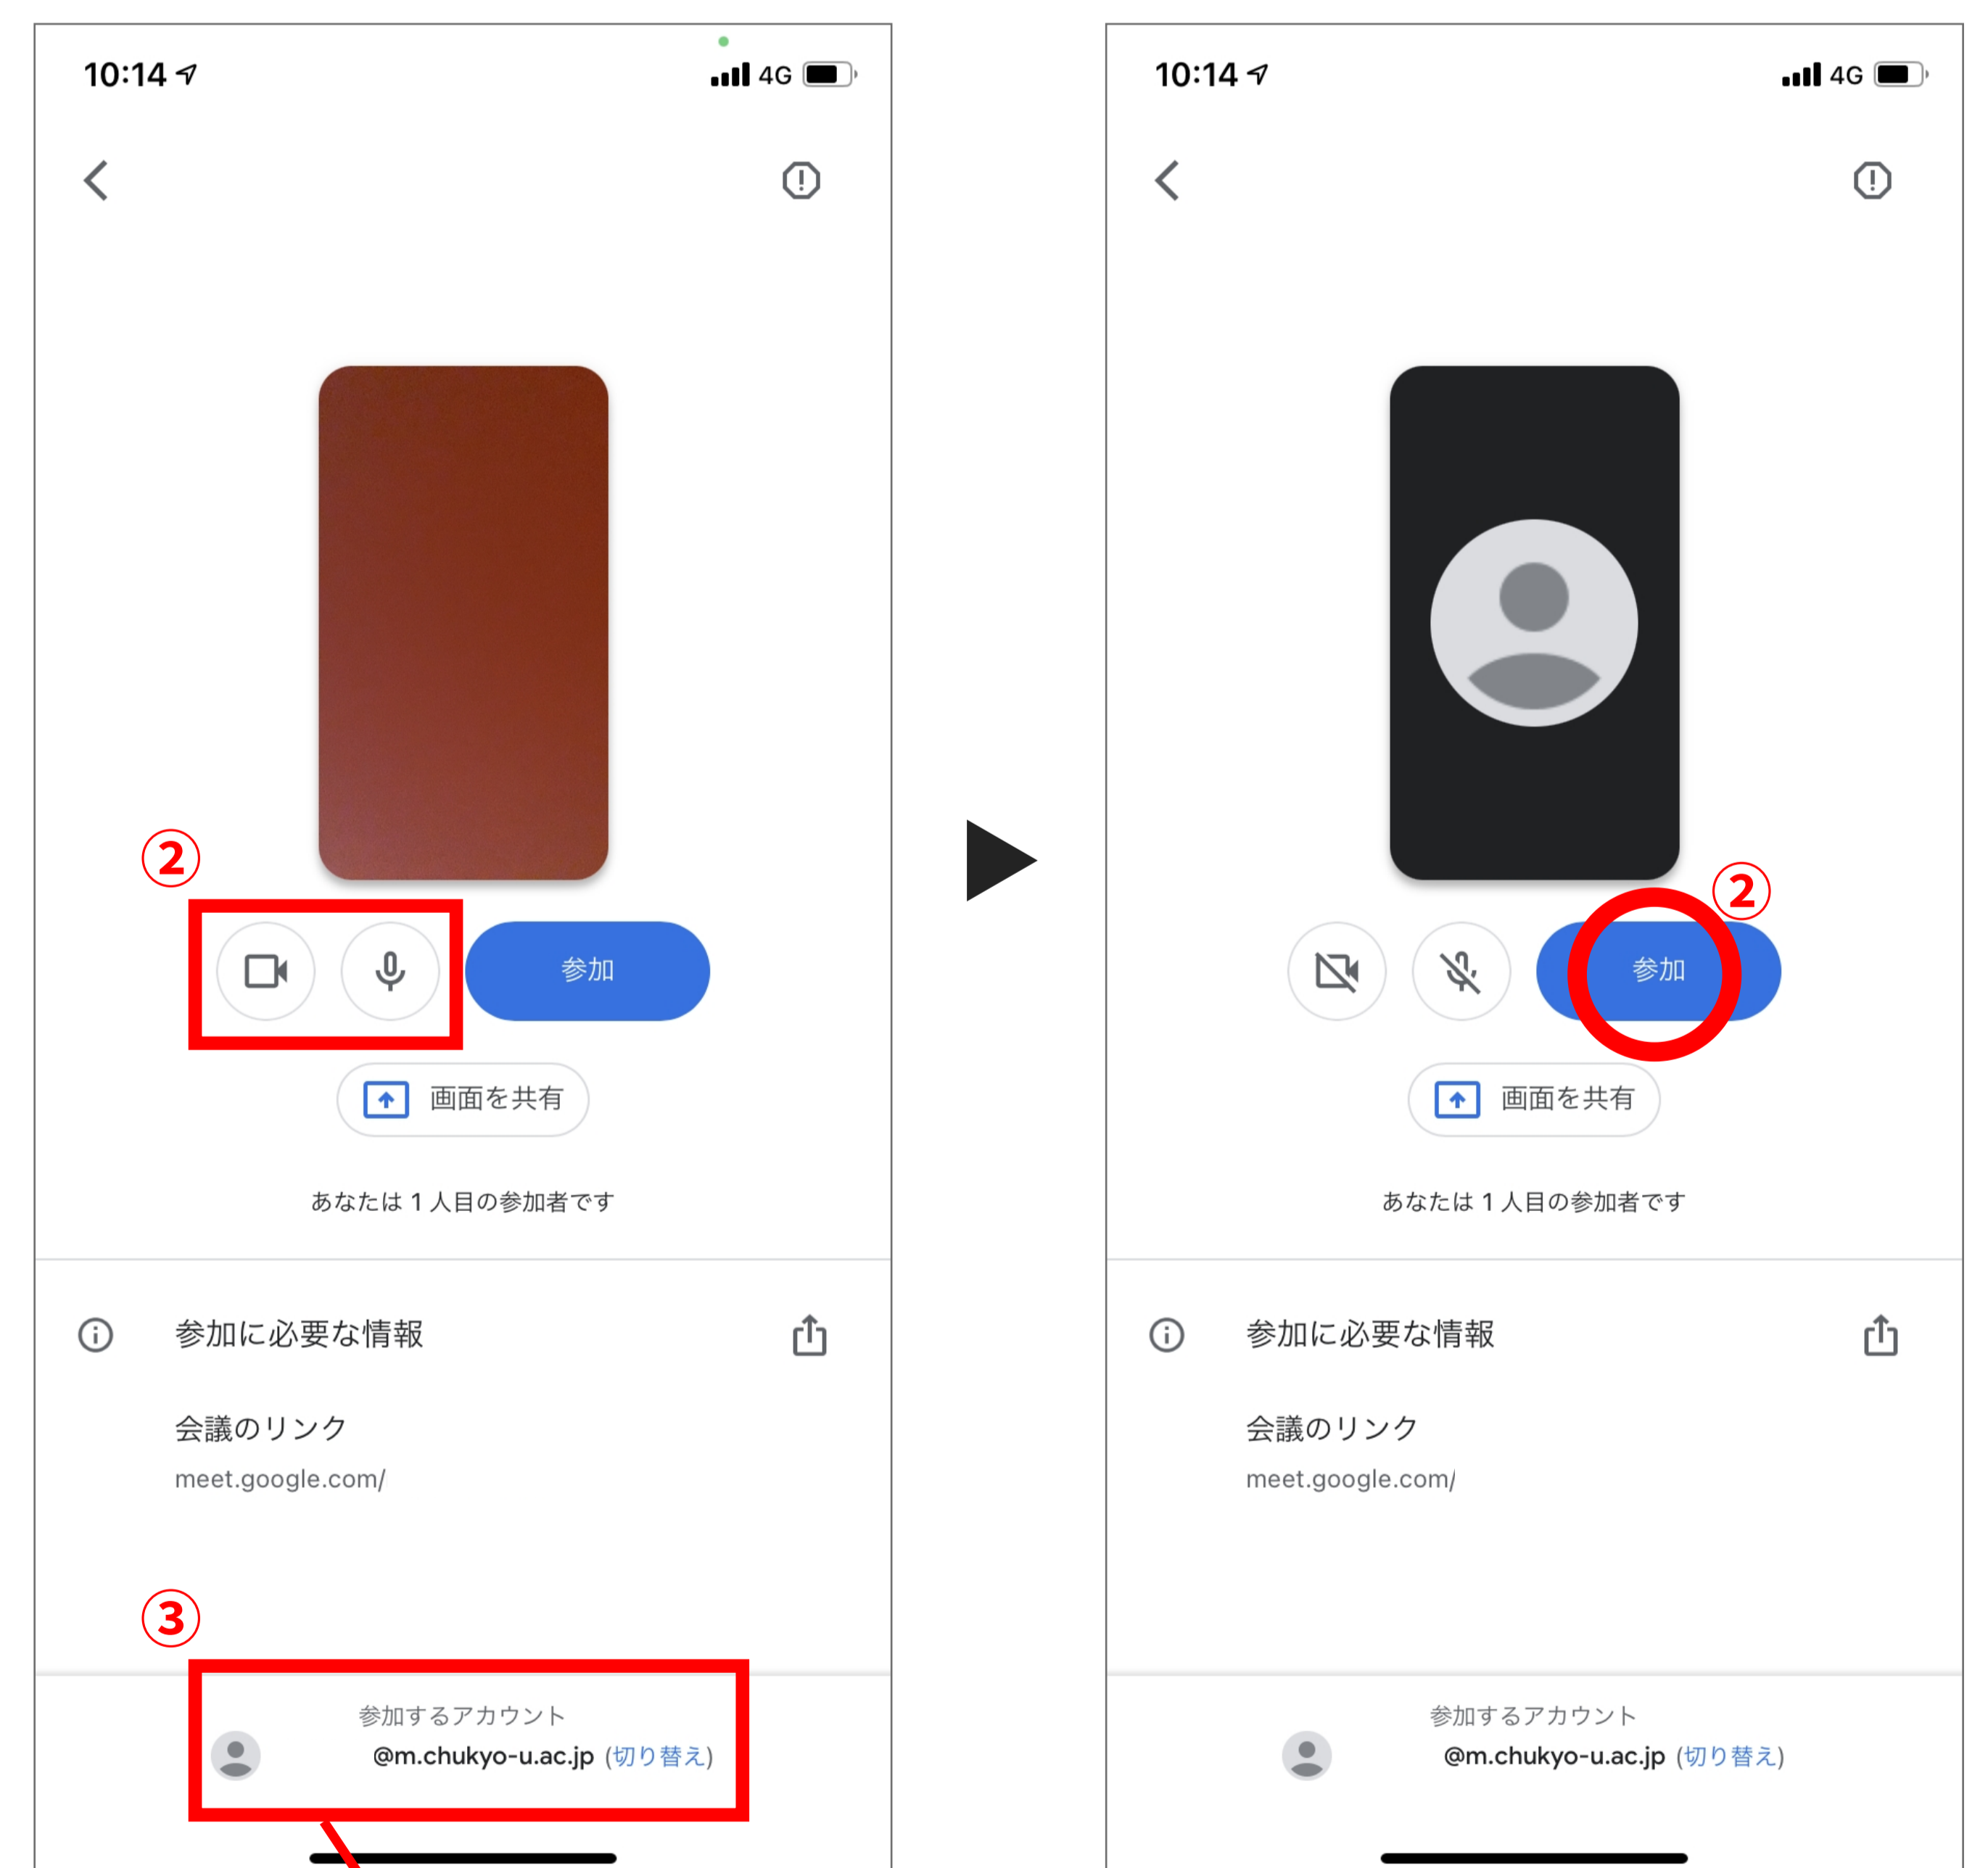 10:14
4G
②
参加
画面を共有
あなたは 1 人目の参加者です
参加に必要な情報
会議のリンク
meet.google.com/
③
参加するアカウント
@m.chukyo-u.ac.jp (切り替え)
10:14
4G
②
参加
画面を共有
あなたは 1 人目の参加者です
参加に必要な情報
会議のリンク
meet.google.com/
参加するアカウント
@m.chukyo-u.ac.jp (切り替え)